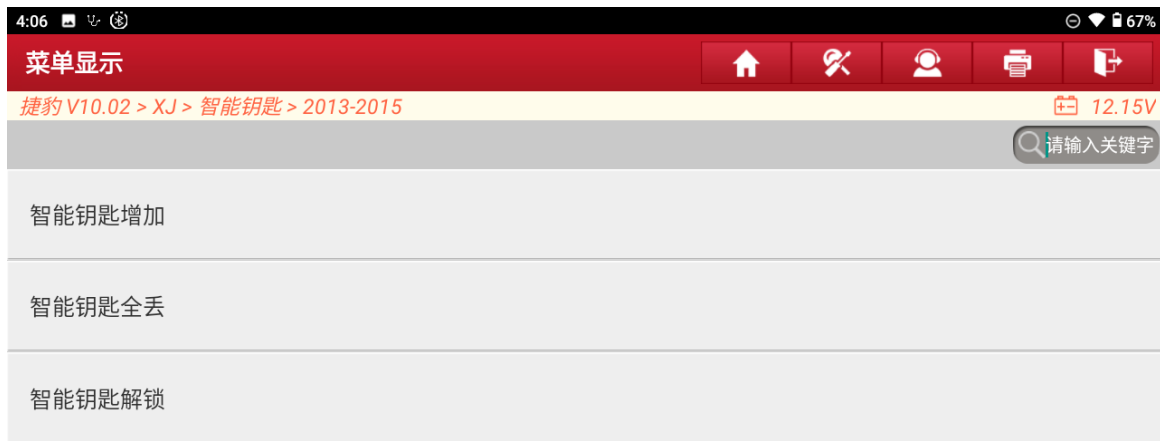 4:06 67%
菜单显示
捷豹 V10.02 > XJ > 智能钥匙 > 2013-2015 12.15V
请输入关键字
智能钥匙增加
智能钥匙全丢
智能钥匙解锁